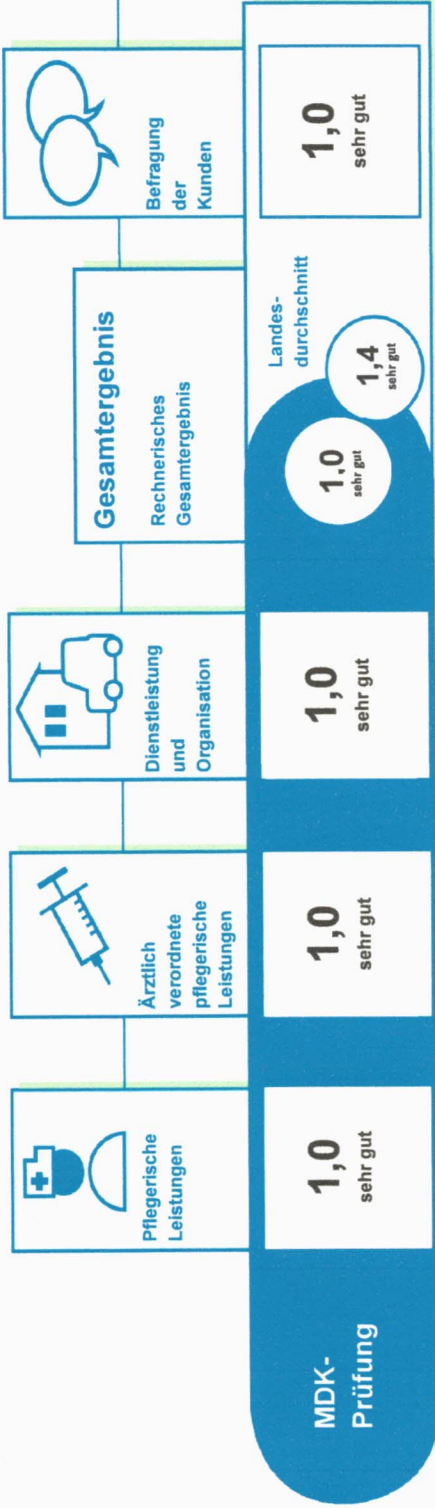 Pflegerische
Leistungen
Ärztlich
verordnete
pflegerische
Leistungen
Dienstleistung
und
Organisation
Gesamtergebnis
Rechnerisches
Gesamtergebnis
Befragung
der
Kunden
MDK-
Prüfung
1,0
sehr gut
1,0
sehr gut
1,0
sehr gut
1,0
sehr gut
Landes-
durchschnitt
1,4
sehr gut
1,0
sehr gut